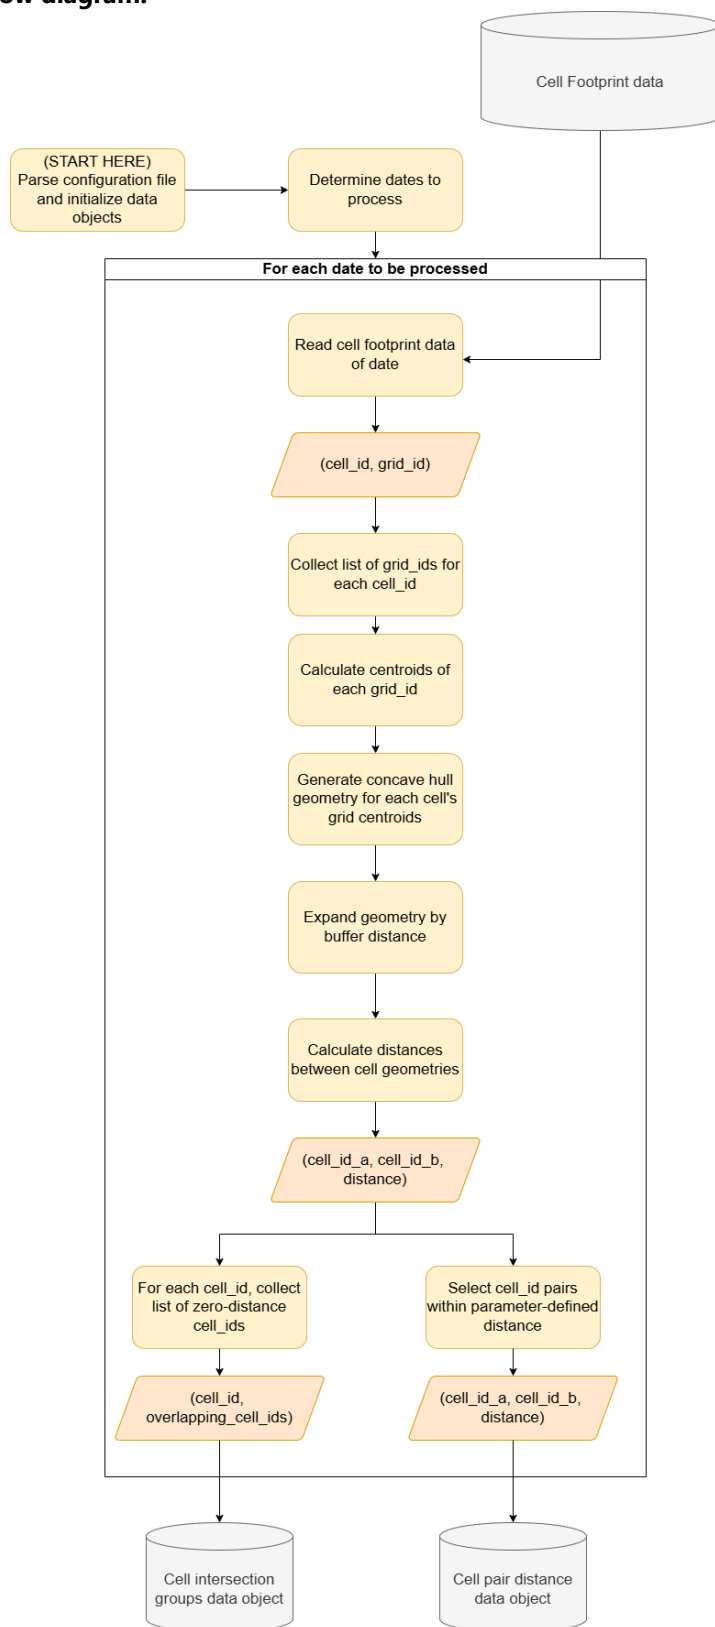 Cell Footprint data
(START HERE)
Parse configuration file
and initialize data
objects
Determine dates to
process
For each date to be processed
Read cell footprint data
of date
(cell_id, grid_id)
Collect list of grid_ids for
each cell_id
Calculate centroids of
each grid_id
Generate concave hull
geometry for each cell's
grid centroids
Expand geometry by
buffer distance
Calculate distances
between cell geometries
(cell_id_a, cell_id_b,
distance)
For each cell_id, collect
list of zero-distance
cell_ids
Select cell_id pairs
within parameter-defined
distance
(cell_id,
overlapping_cell_ids)
(cell_id_a, cell_id_b,
distance)
Cell intersection
groups data object
Cell pair distance
data object